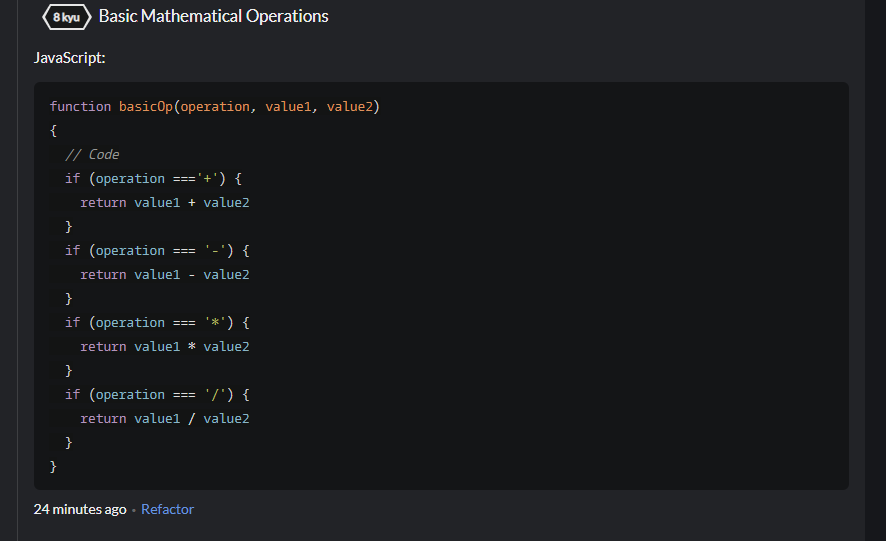 8 kyu Basic Mathematical Operations
JavaScript:
function basicOp(operation, value1, value2)
{
  // Code
  if (operation ==='+') {
    return value1 + value2
  }
  if (operation === '-') {
    return value1 - value2
  }
  if (operation === '*') {
    return value1 * value2
  }
  if (operation === '/') {
    return value1 / value2
  }
}
24 minutes ago • Refactor